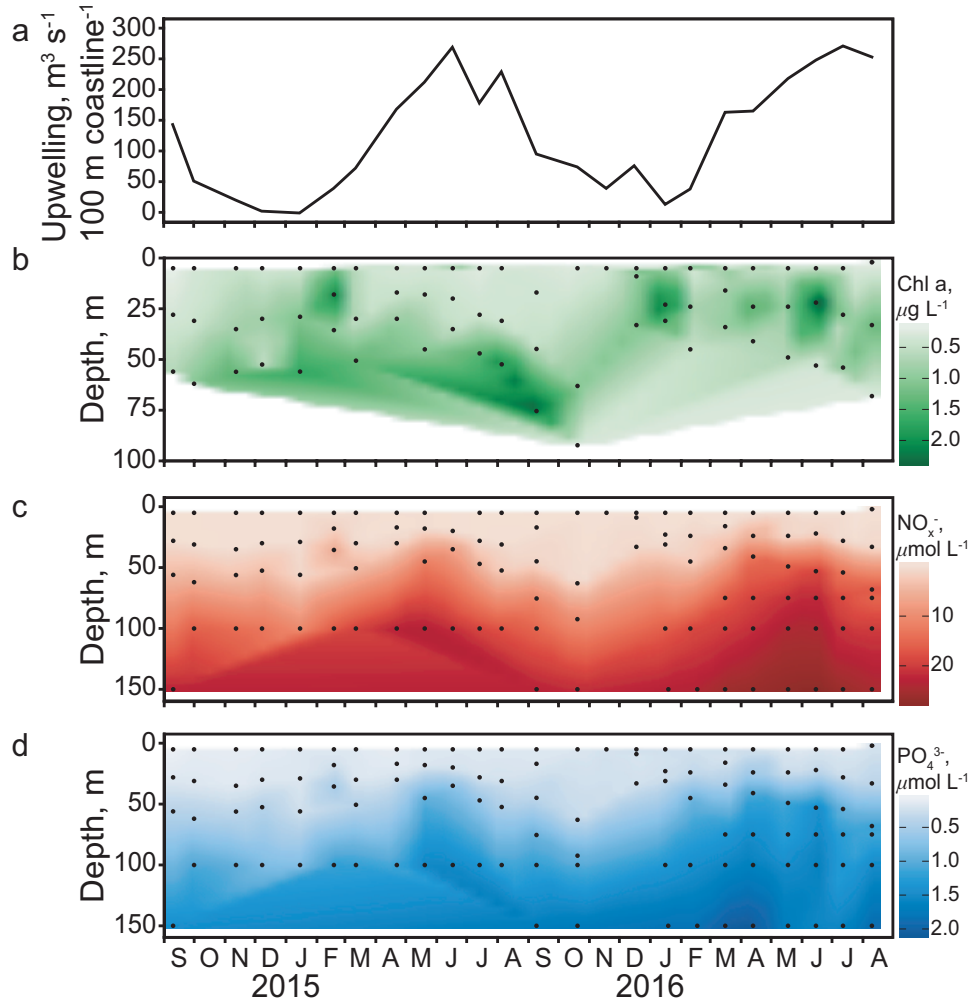 a
Upwelling, m³ s⁻¹
100 m coastline⁻¹
300
250
200
150
100
50
0
b
Depth, m
0
25
50
75
100
Chl a,
µg L⁻¹
0.5
1.0
1.5
2.0
c
Depth, m
0
50
100
150
NOₓ⁻,
µmol L⁻¹
10
20
d
Depth, m
0
50
100
150
PO₄³⁻,
µmol L⁻¹
0.5
1.0
1.5
2.0
S O N D J F M A M J J A S O N D J F M A M J J A
2015 2016